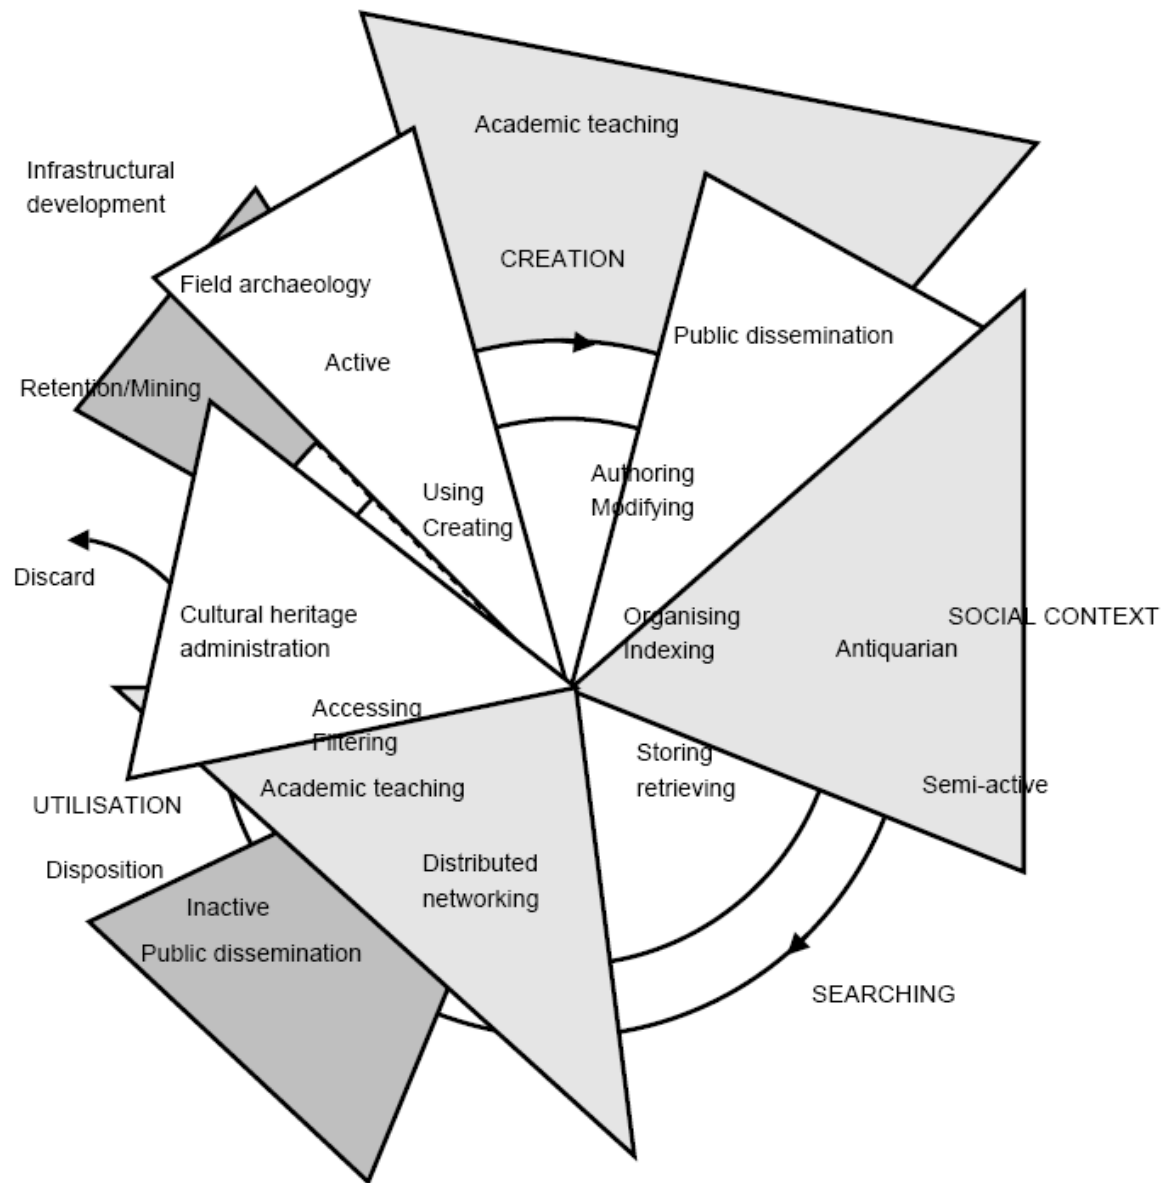 Academic teaching
Infrastructural
development
CREATION
Field archaeology
Public dissemination
Active
Retention/Mining
Authoring
Modifying
Using
Creating
Discard
Cultural heritage
administration
Organising
Indexing
SOCIAL CONTEXT
Antiquarian
Accessing
Filtering
Storing
retrieving
Academic teaching
Semi-active
UTILISATION
Disposition
Distributed
networking
Inactive
Public dissemination
SEARCHING